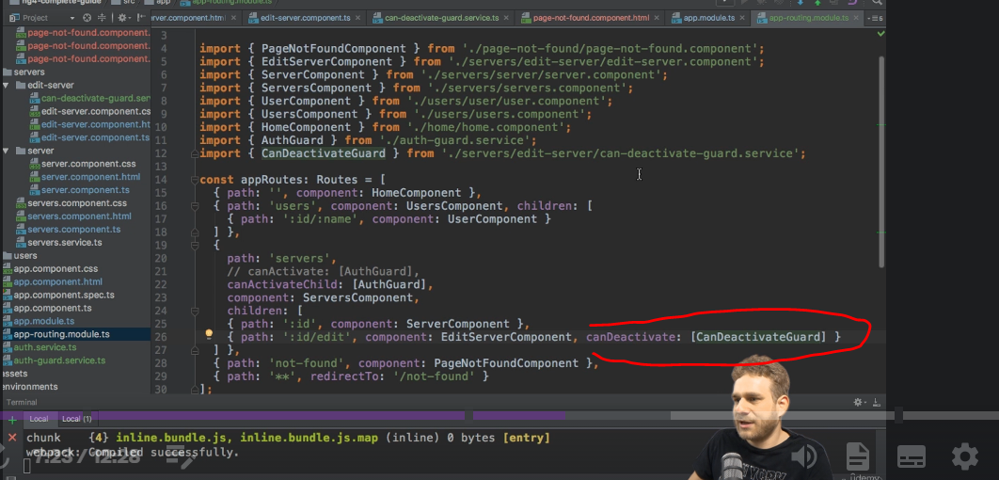 ng4-complete-guide
src
app
app-routing.module.ts
Project
erver.component.html
edit-server.component.ts
can-deactivate-guard.service.ts
page-not-found.component.html
app.module.ts
app-routing.module.ts
page-not-found.component.
page-not-found.component.
page-not-found.component.
servers
edit-server
can-deactivate-guard.ser
edit-server.component.cs
edit-server.component.ht
edit-server.component.ts
server
server.component.css
server.component.html
server.component.ts
servers.component.css
servers.component.html
servers.component.ts
servers.service.ts
users
app.component.css
app.component.html
app.component.spec.ts
app.component.ts
app.module.ts
app-routing.module.ts
auth.service.ts
auth-guard.service.ts
assets
environments
3
4 import { PageNotFoundComponent } from './page-not-found/page-not-found.component';
5 import { EditServerComponent } from './servers/edit-server/edit-server.component';
6 import { ServerComponent } from './servers/server/server.component';
7 import { ServersComponent } from './servers/servers.component';
8 import { UserComponent } from './users/user/user.component';
9 import { UsersComponent } from './users/users.component';
10 import { HomeComponent } from './home/home.component';
11 import { AuthGuard } from './auth-guard.service';
12 import { CanDeactivateGuard } from './servers/edit-server/can-deactivate-guard.service';
13
14 const appRoutes: Routes = [
15 { path: '', component: HomeComponent },
16 { path: 'users', component: UsersComponent, children: [
17 { path: ':id/:name', component: UserComponent }
18 ] },
19 {
20 path: 'servers',
21 // canActivate: [AuthGuard],
22 canActivateChild: [AuthGuard],
23 component: ServersComponent,
24 children: [
25 { path: ':id', component: ServerComponent },
26 { path: ':id/edit', component: EditServerComponent, canDeactivate: [CanDeactivateGuard] }
27 ] },
28 { path: 'not-found', component: PageNotFoundComponent },
29 { path: '**', redirectTo: '/not-found' }
30 ];
Terminal
Local
Local (1)
chunk {4} inline.bundle.js, inline.bundle.js.map (inline) 0 bytes [entry]
webpack: Compiled successfully.
1:23 / 12:28
udemy